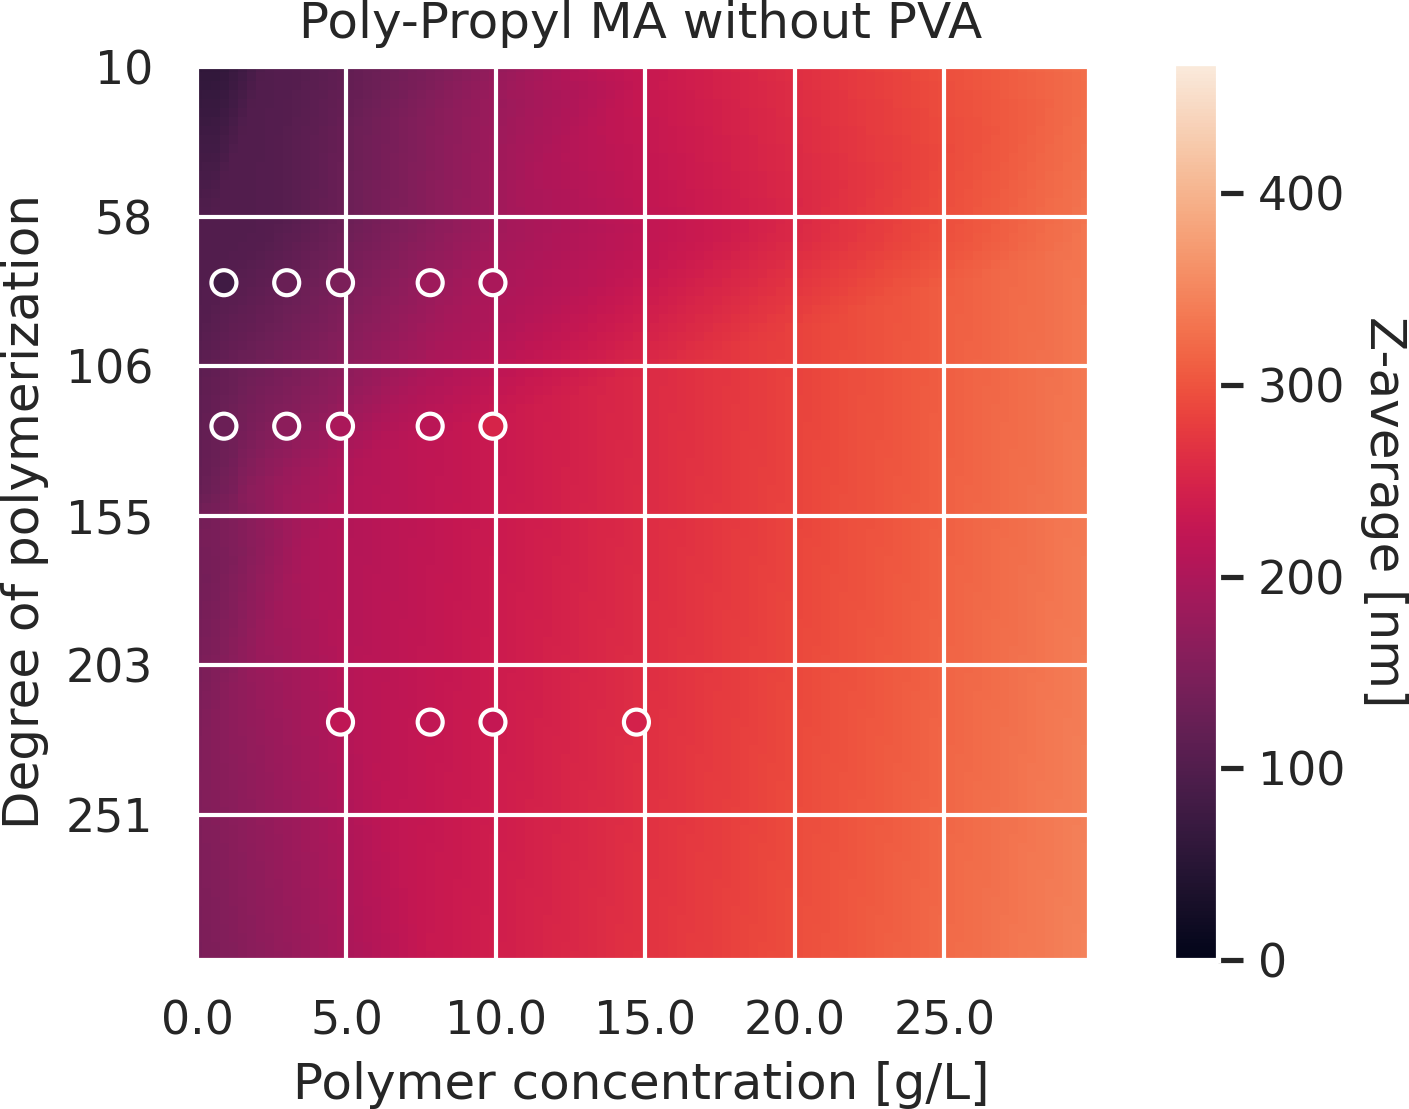 Poly-Propyl MA without PVA
10
58
106
155
203
251
Degree of polymerization
0.0 5.0 10.0 15.0 20.0 25.0
Polymer concentration [g/L]
400
300
200
100
0
Z-average [nm]